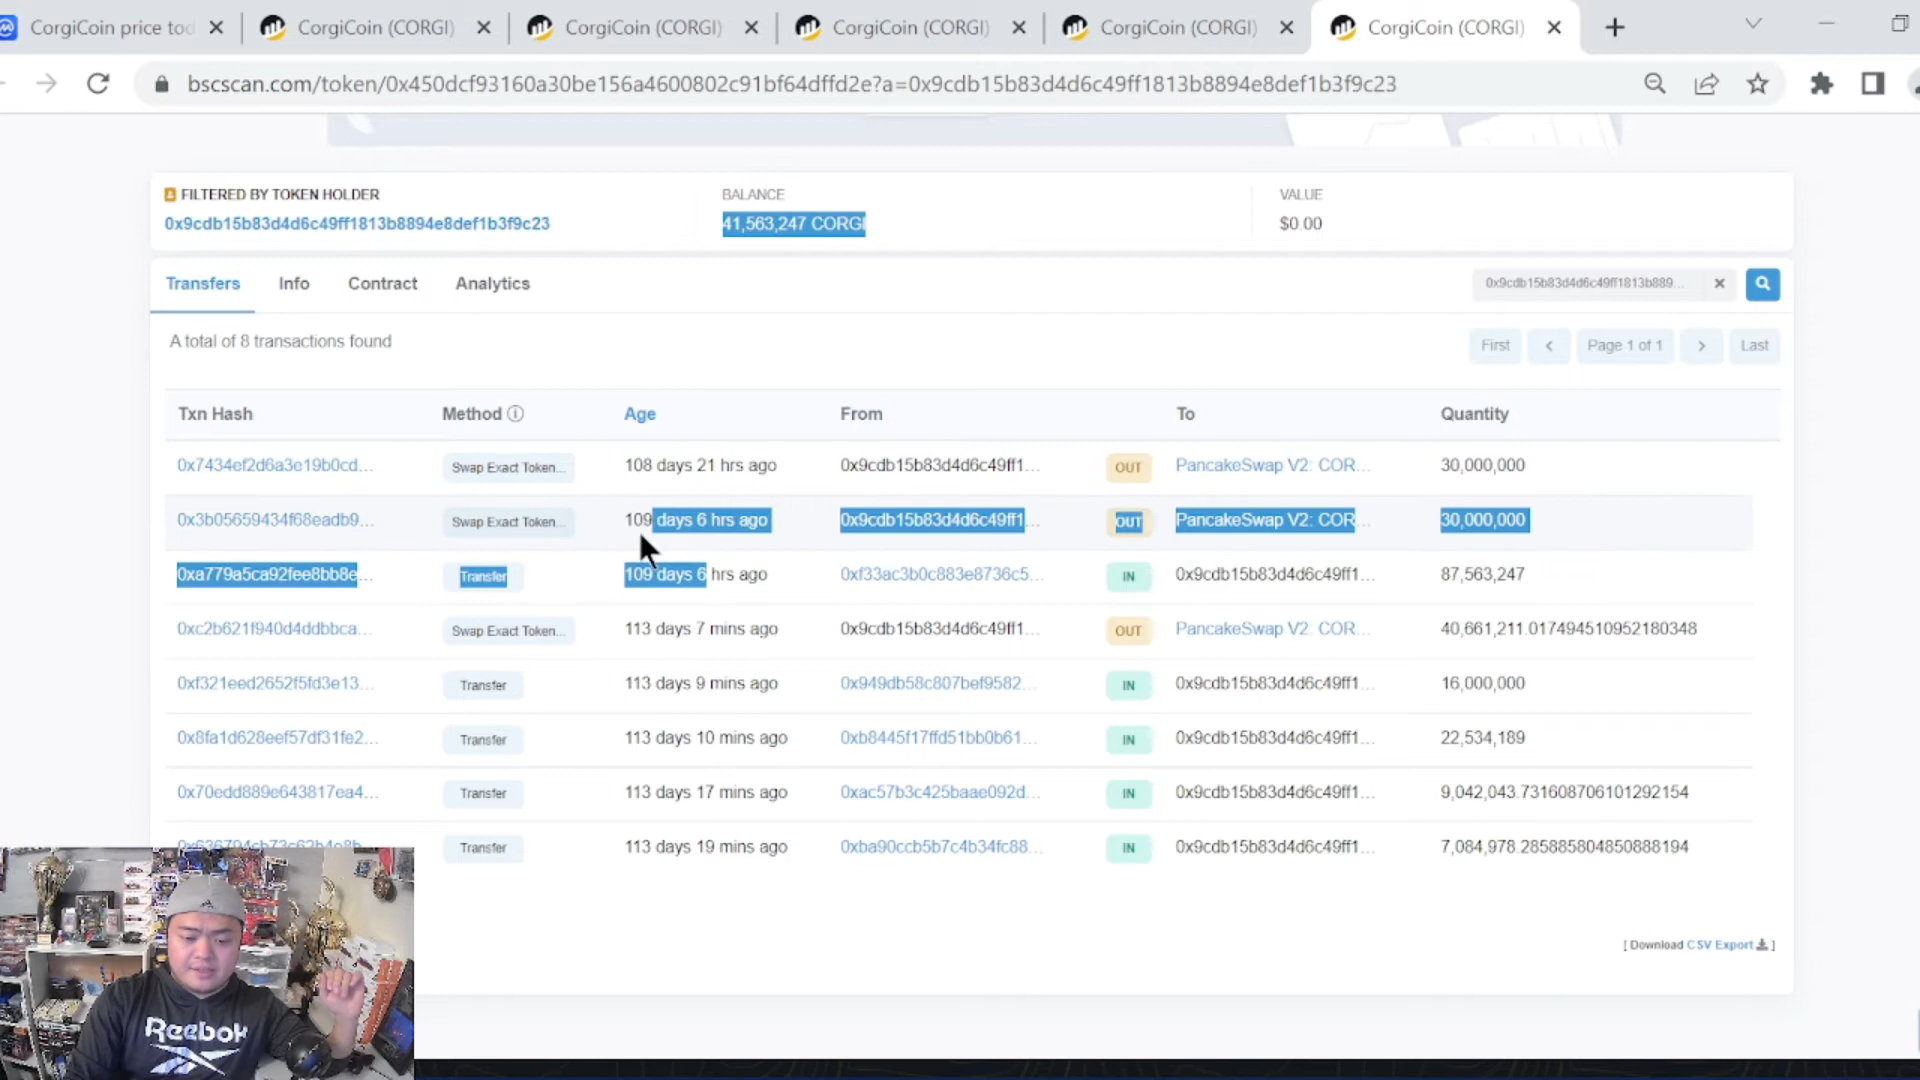 CorgiCoin price tod
CorgiCoin (CORGI)
CorgiCoin (CORGI)
CorgiCoin (CORGI)
CorgiCoin (CORGI)
CorgiCoin (CORGI)
bscscan.com/token/0x450dcf93160a30be156a4600802c91bf64dffd2e?a=0x9cdb15b83d4d6c49ff1813b8894e8def1b3f9c23
FILTERED BY TOKEN HOLDER BALANCE VALUE
0x9cdb15b83d4d6c49ff1813b8894e8def1b3f9c23 41,563,247 CORGI $0.00
Transfers Info Contract Analytics 0x9cdb15b83d4d6c49ff1813b889...
A total of 8 transactions found First Page 1 of 1 Last
Txn Hash Method Age From To Quantity
0x7434ef2d6a3e19b0cd... Swap Exact Token... 108 days 21 hrs ago 0x9cdb15b83d4d6c49ff1... OUT PancakeSwap V2: COR... 30,000,000
0x3b05659434f68eadb9... Swap Exact Token... 109 days 6 hrs ago 0x9cdb15b83d4d6c49ff1... OUT PancakeSwap V2: COR... 30,000,000
0xa779a5ca92fee8bb8e... Transfer 109 days 6 hrs ago 0xf33ac3b0c883e8736c5... IN 0x9cdb15b83d4d6c49ff1... 87,563,247
0xc2b621f940d4ddbbca... Swap Exact Token... 113 days 7 mins ago 0x9cdb15b83d4d6c49ff1... OUT PancakeSwap V2: COR... 40,661,211.017494510952180348
0xf321eed2652f5fd3e13... Transfer 113 days 9 mins ago 0x949db58c807bef9582... IN 0x9cdb15b83d4d6c49ff1... 16,000,000
0x8fa1d628eef57df31fe2... Transfer 113 days 10 mins ago 0xb8445f17ffd51bb0b61... IN 0x9cdb15b83d4d6c49ff1... 22,534,189
0x70edd889e643817ea4... Transfer 113 days 17 mins ago 0xac57b3c425baae092d... IN 0x9cdb15b83d4d6c49ff1... 9,042,043.731608706101292154
Transfer 113 days 19 mins ago 0xba90ccb5b7c4b34fc88... IN 0x9cdb15b83d4d6c49ff1... 7,084,978.285885804850888194
[ Download CSV Export ]
Reebok